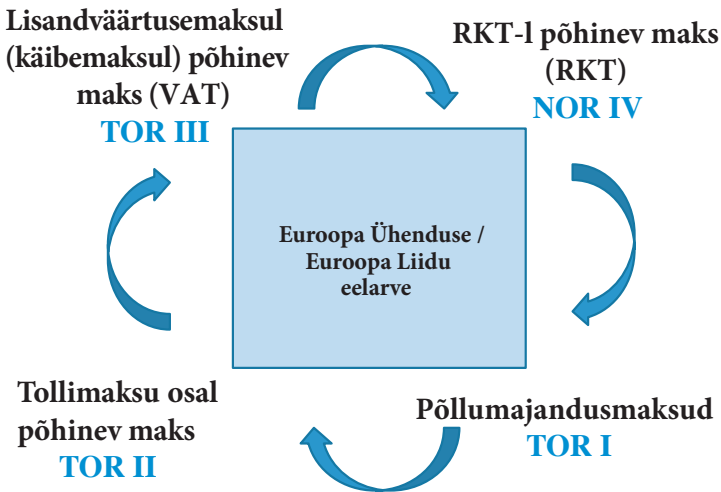 Lisandväärtusemaksul
(käibemaksul) põhinev
maks (VAT)
TOR III
RKT-l põhinev maks
(RKT)
NOR IV
Euroopa Ühenduse /
Euroopa Liidu
eelarve
Tollimaksu osal
põhinev maks
TOR II
Põllumajandusmaksud
TOR I